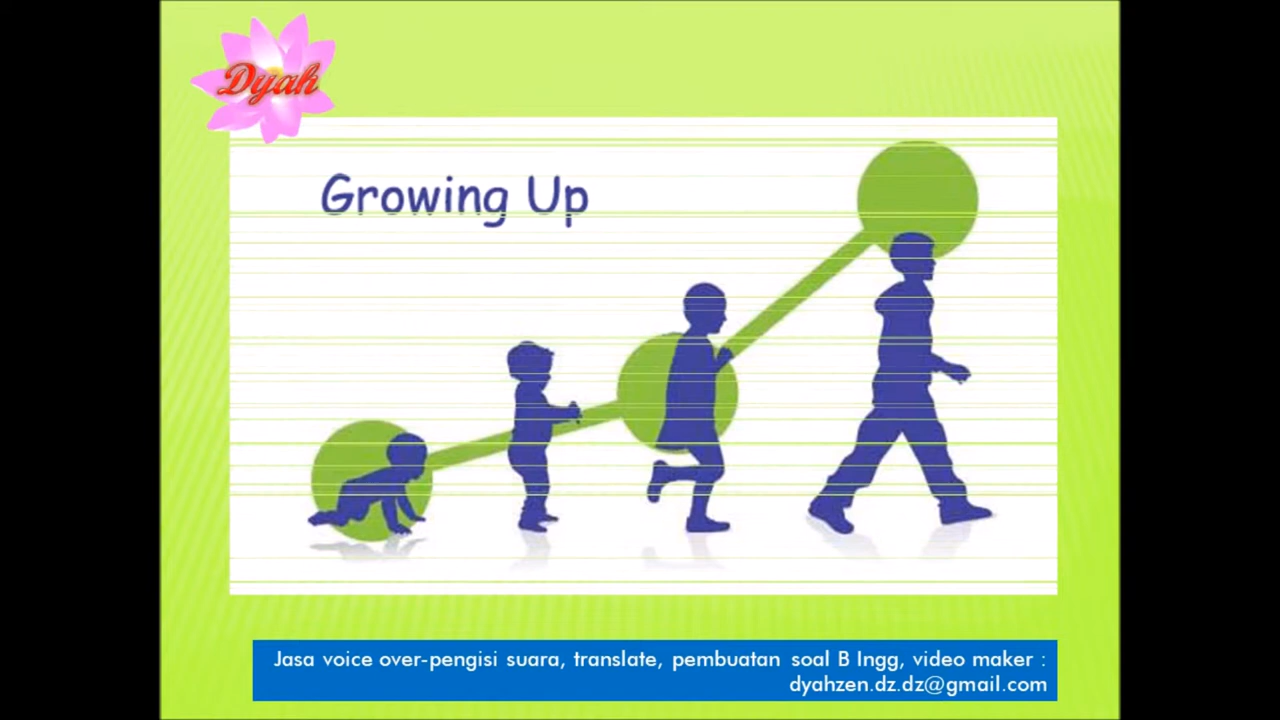 Dyah
Growing Up
Jasa voice over-pengisi suara, translate, pembuatan soal B Ingg, video maker :
dyahzen.dz.dz@gmail.com